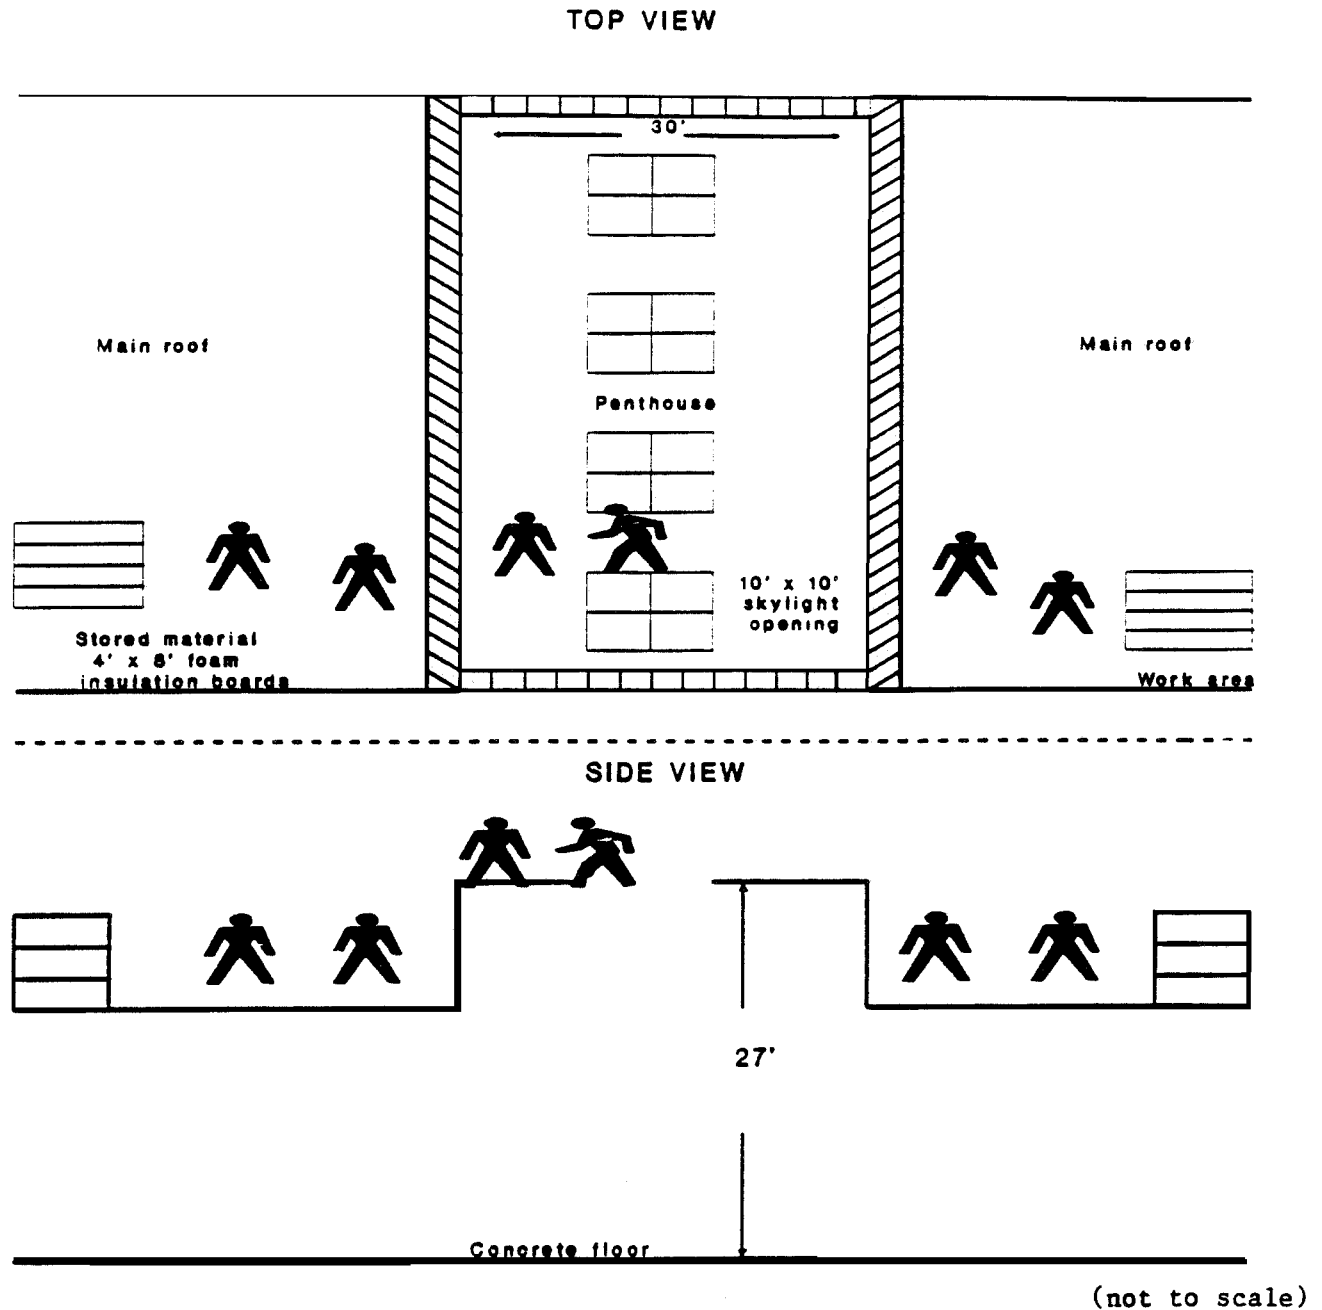 TOP VIEW
30'
Main roof
Main roof
Penthouse
10' x 10'
skylight
opening
Stored material
4' x 8' foam
insulation boards
Work area
SIDE VIEW
27'
Concrete floor
(not to scale)